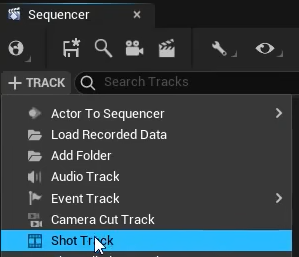 Sequencer
+ TRACK
Search Tracks
Actor To Sequencer
Load Recorded Data
Add Folder
Audio Track
Event Track
Camera Cut Track
Shot Track